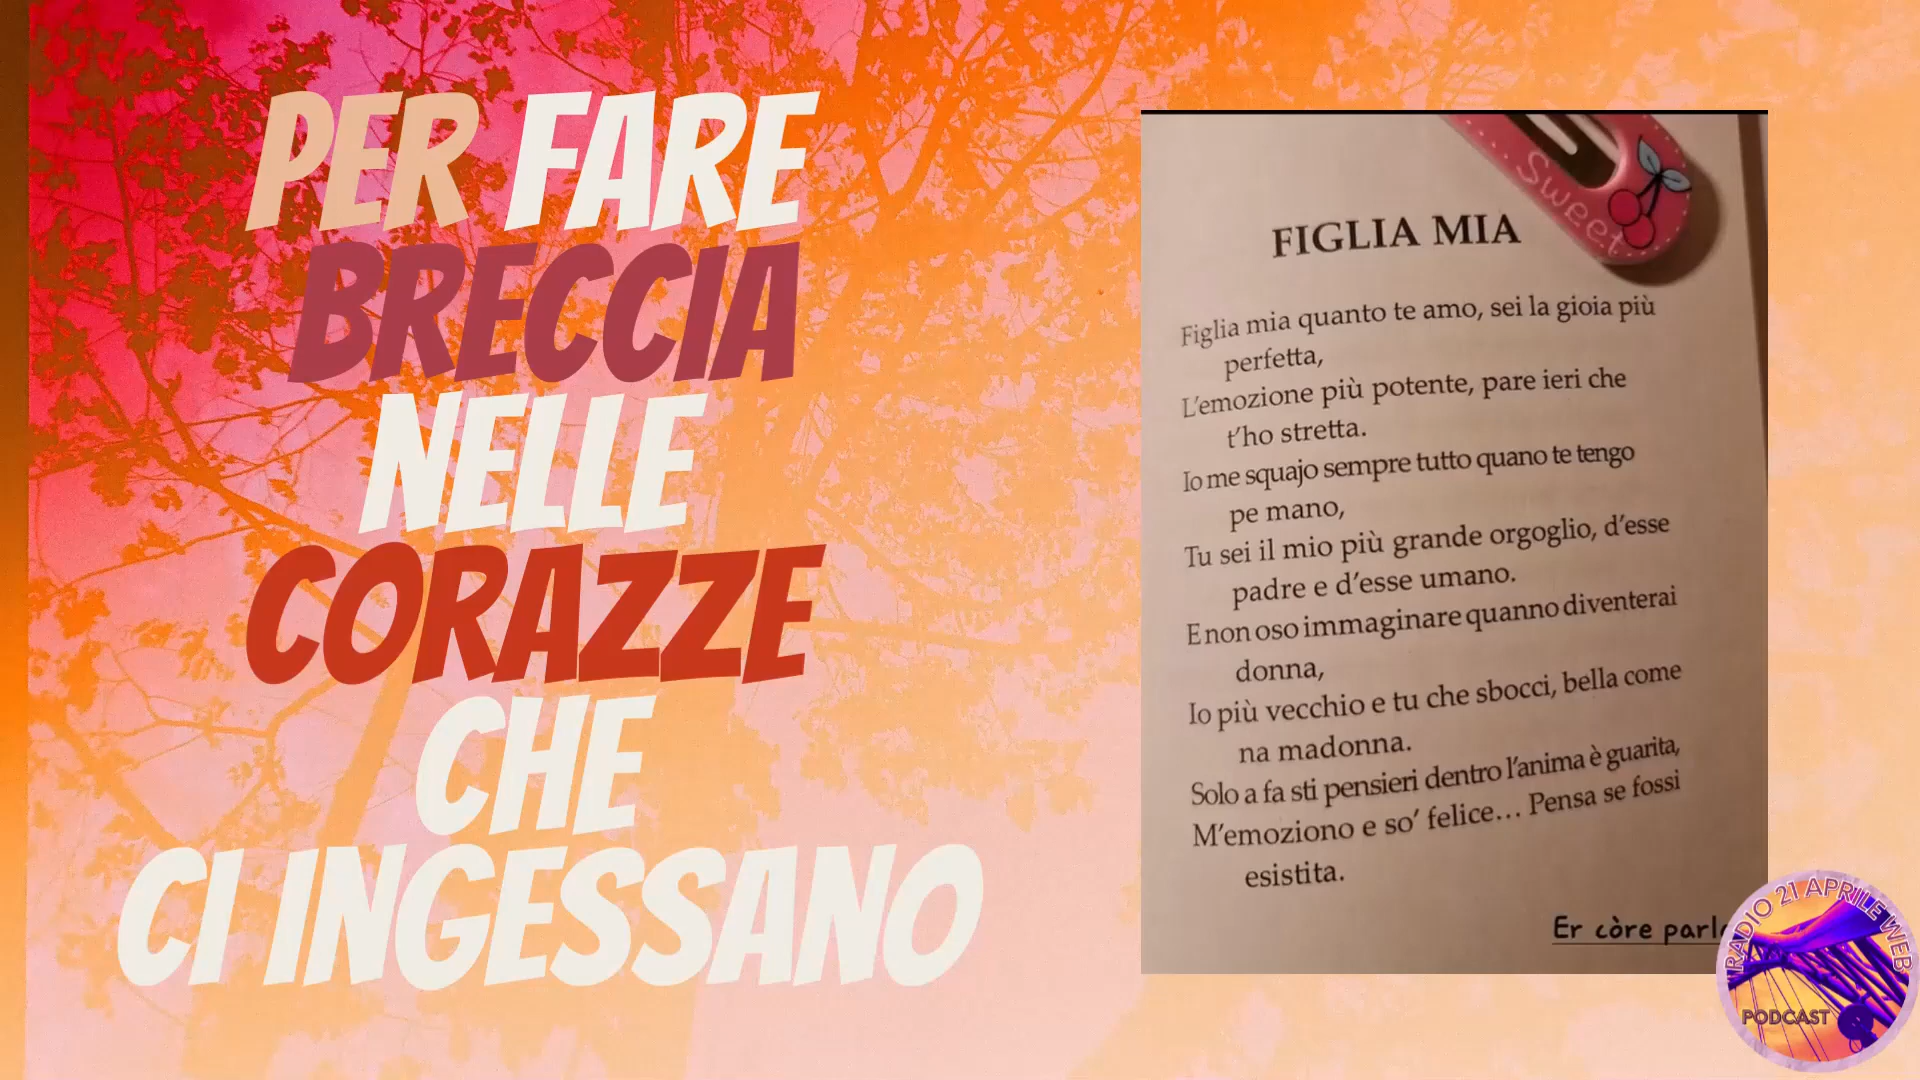 PER FARE
BRECCIA
NELLE
CORAZZE
CHE
CI INGESSANO
Sweet
FIGLIA MIA
Figlia mia quanto te amo, sei la gioia più
perfetta,
L'emozione più potente, pare ieri che
t'ho stretta.
Io me squajo sempre tutto quano te tengo
pe mano,
Tu sei il mio più grande orgoglio, d'esse
padre e d'esse umano.
E non oso immaginare quanno diventerai
donna,
Io più vecchio e tu che sbocci, bella come
na madonna.
Solo a fa sti pensieri dentro l'anima è guarita,
M'emoziono e so' felice... Pensa se fossi
esistita.
Er còre parl
RADIO 21 APRILE WEB
PODCAST